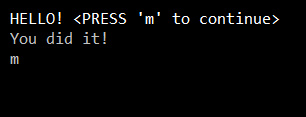 HELLO! <PRESS 'm' to continue>
You did it!
m